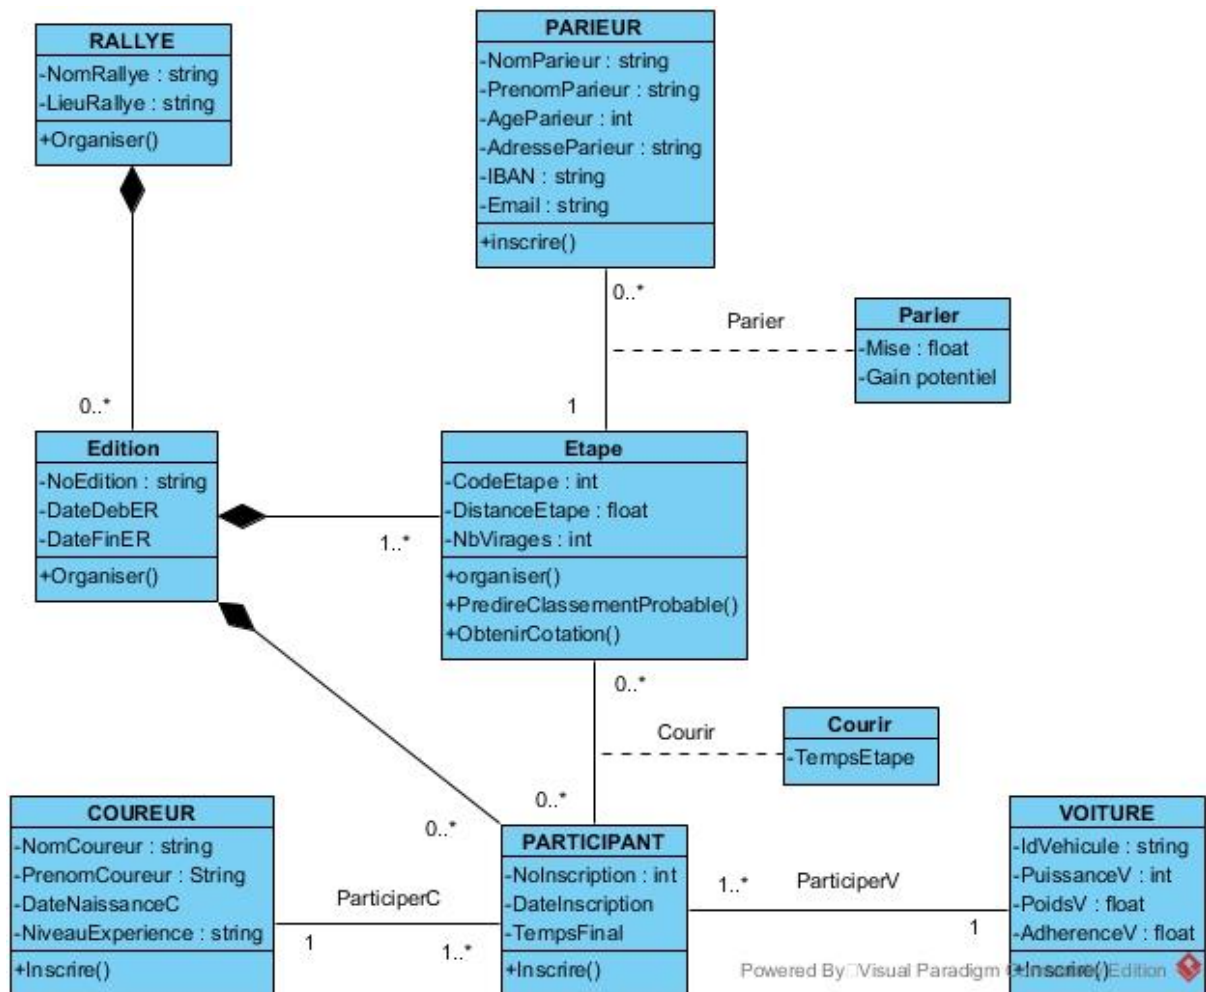 RALLYE
-NomRallye : string
-LieuRallye : string
+Organiser()
PARIEUR
-NomParieur : string
-PrenomParieur : string
-AgeParieur : int
-AdresseParieur : string
-IBAN : string
-Email : string
+inscrire()
0..*
Parier
Parier
-Mise : float
-Gain potentiel
0..*
1
Edition
-NoEdition : string
-DateDebER
-DateFinER
+Organiser()
1..*
Etape
-CodeEtape : int
-DistanceEtape : float
-NbVirages : int
+organiser()
+PredireClassementProbable()
+ObtenirCotation()
0..*
Courir
Courir
-TempsEtape
0..*
0..*
COUREUR
-NomCoureur : string
-PrenomCoureur : String
-DateNaissanceC
-NiveauExperience : string
+Inscrire()
ParticiperC
1
1..*
PARTICIPANT
-NoInscription : int
-DateInscription
-TempsFinal
+Inscrire()
1..*
ParticiperV
1
VOITURE
-IdVehicule : string
-PuissanceV : int
-PoidsV : float
-AdherenceV : float
+Inscrire()
Powered By Visual Paradigm Community Edition